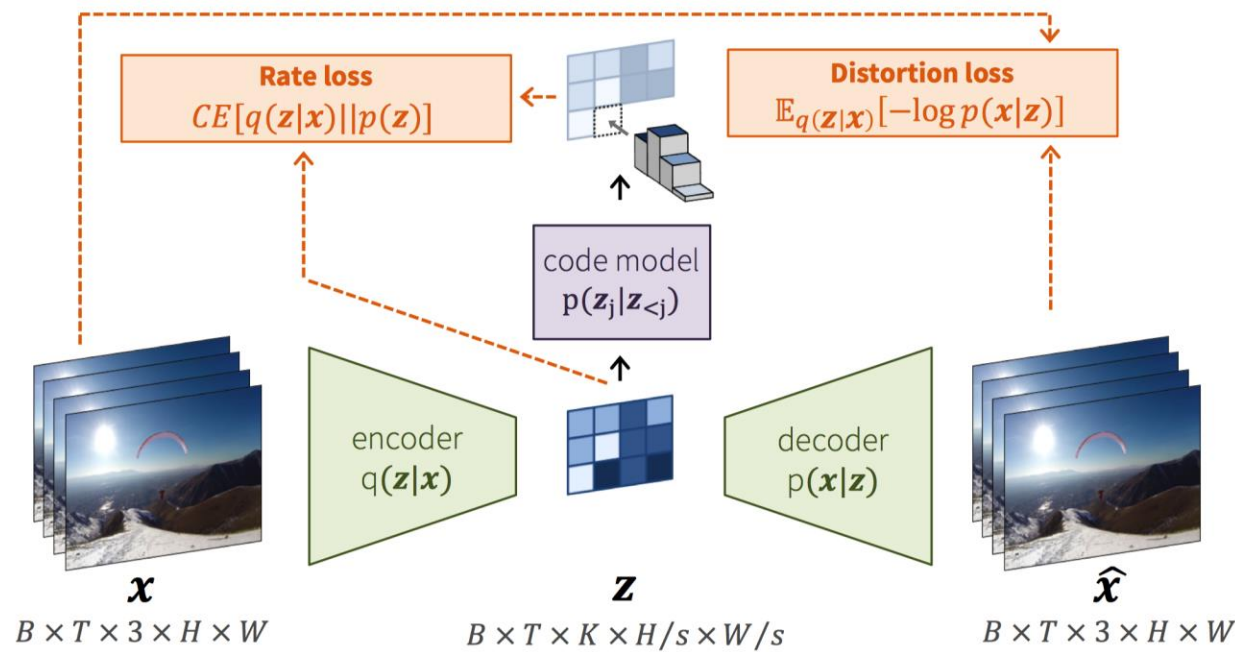 Rate loss
CE[q(z|x)||p(z)]
Distortion loss
𝔼q(z|x)[−log p(x|z)]
code model
p(zj|z<j)
encoder
q(z|x)
decoder
p(x|z)
x
z
x̂
B × T × 3 × H × W
B × T × K × H/s × W/s
B × T × 3 × H × W